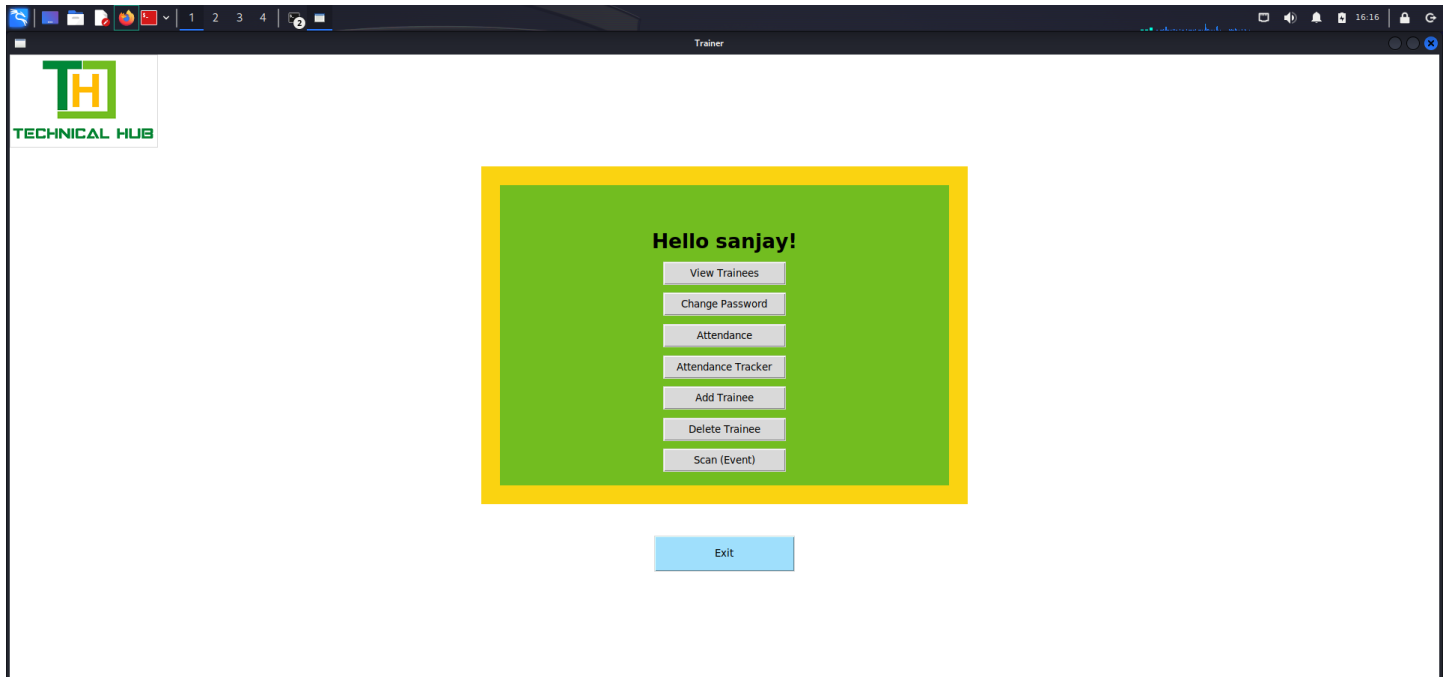 1 2 3 4
2
16:16
Trainer
TH
TECHNICAL HUB
Hello sanjay!
View Trainees
Change Password
Attendance
Attendance Tracker
Add Trainee
Delete Trainee
Scan (Event)
Exit